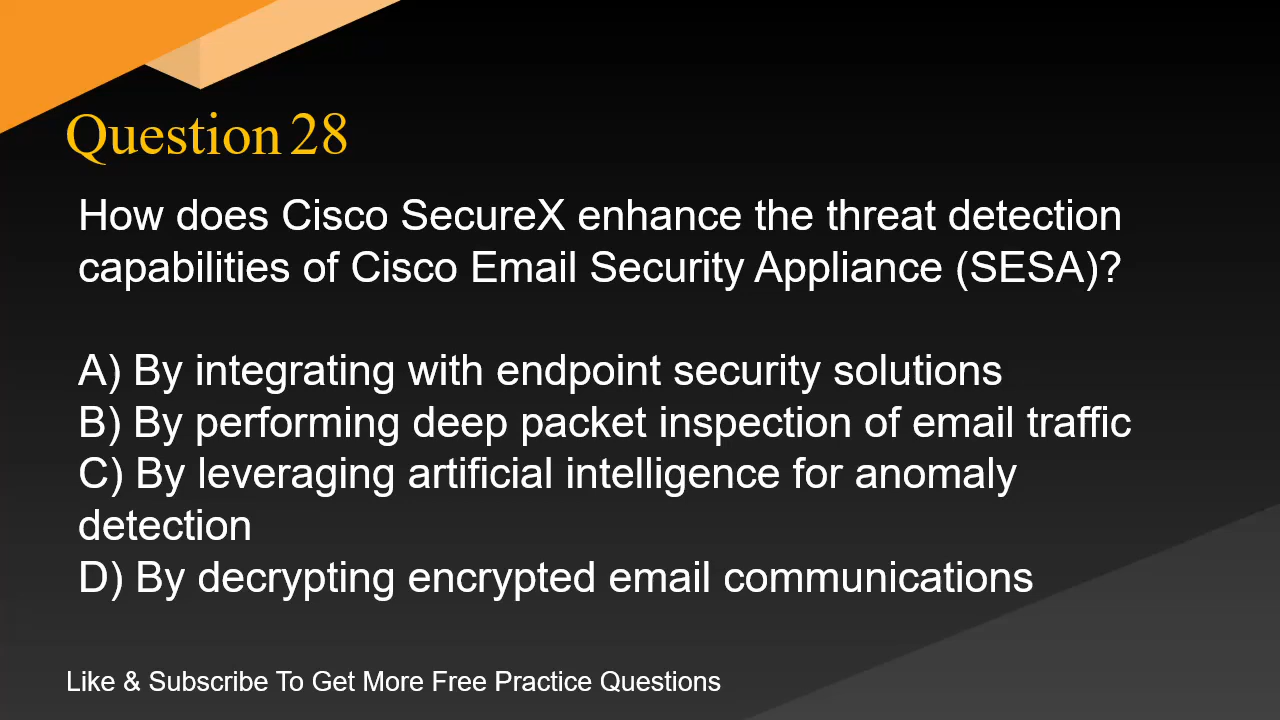 Question 28
How does Cisco SecureX enhance the threat detection
capabilities of Cisco Email Security Appliance (SESA)?
A) By integrating with endpoint security solutions
B) By performing deep packet inspection of email traffic
C) By leveraging artificial intelligence for anomaly
detection
D) By decrypting encrypted email communications
Like & Subscribe To Get More Free Practice Questions